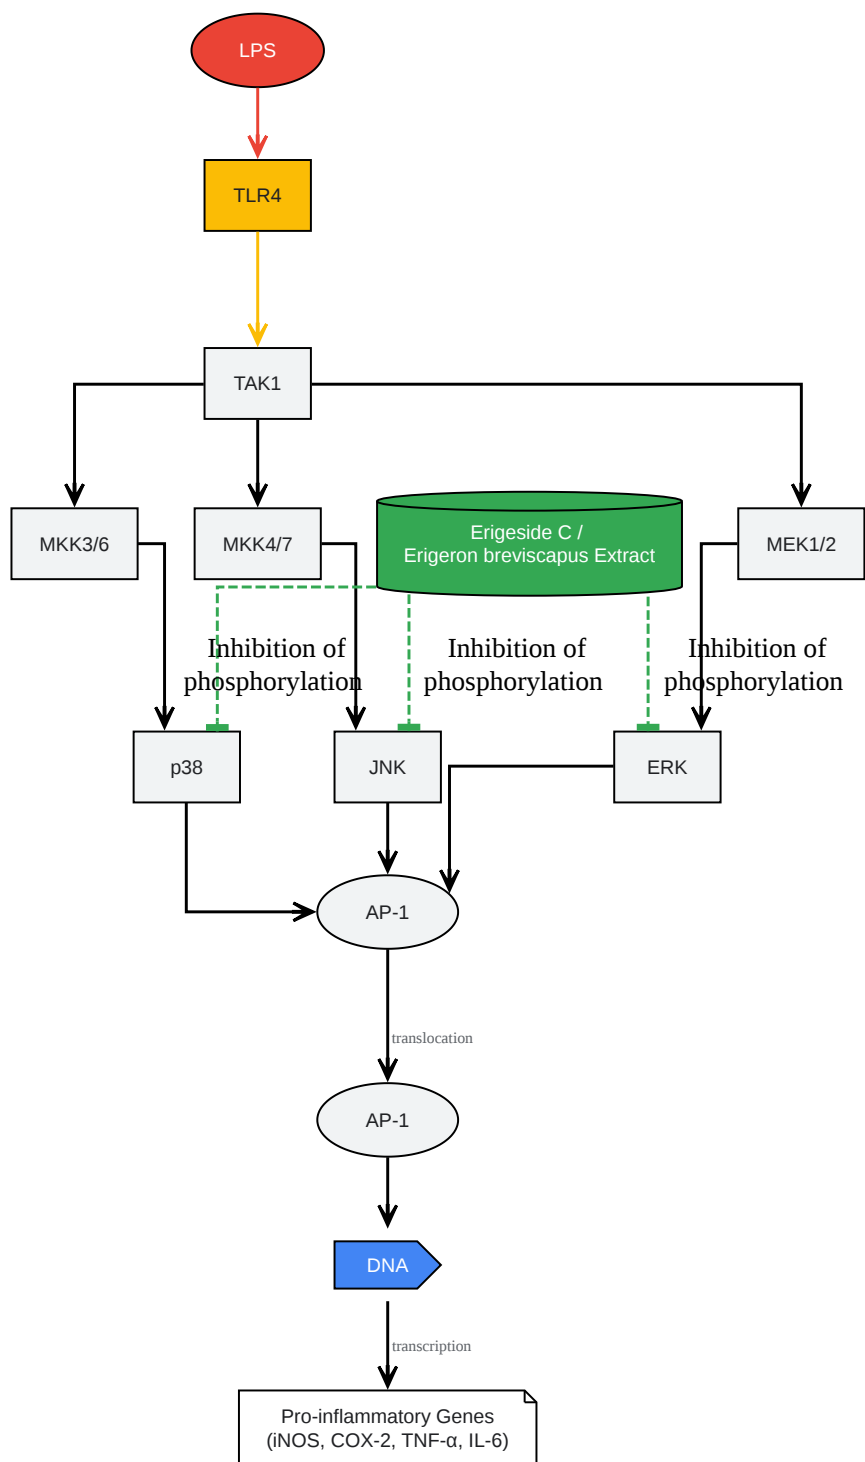 LPS
TLR4
TAK1
MKK3/6
MKK4/7
Erigeside C /
Erigeron breviscapus Extract
MEK1/2
Inhibition of
phosphorylation
Inhibition of
phosphorylation
Inhibition of
phosphorylation
p38
JNK
ERK
AP-1
translocation
AP-1
DNA
transcription
Pro-inflammatory Genes
(iNOS, COX-2, TNF-α, IL-6)